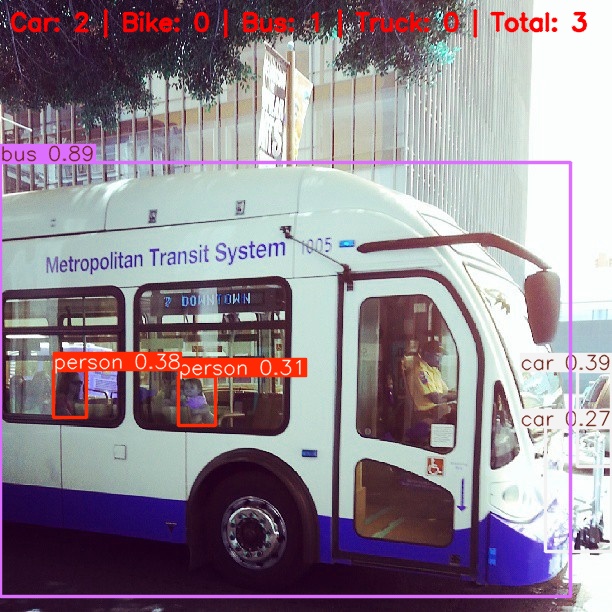 Car: 2 | Bike: 0 | Bus: 1 | Truck: 0 | Total: 3
bus 0.89
Metropolitan Transit System 1005
2 DOWNTOWN
person 0.38
person 0.31
car 0.39
car 0.27